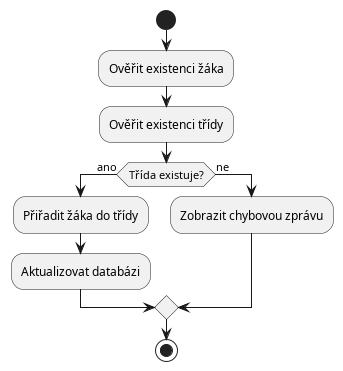 Ověřit existenci žáka
Ověřit existenci třídy
Třída existuje?
ano
ne
Přiřadit žáka do třídy
Zobrazit chybovou zprávu
Aktualizovat databázi